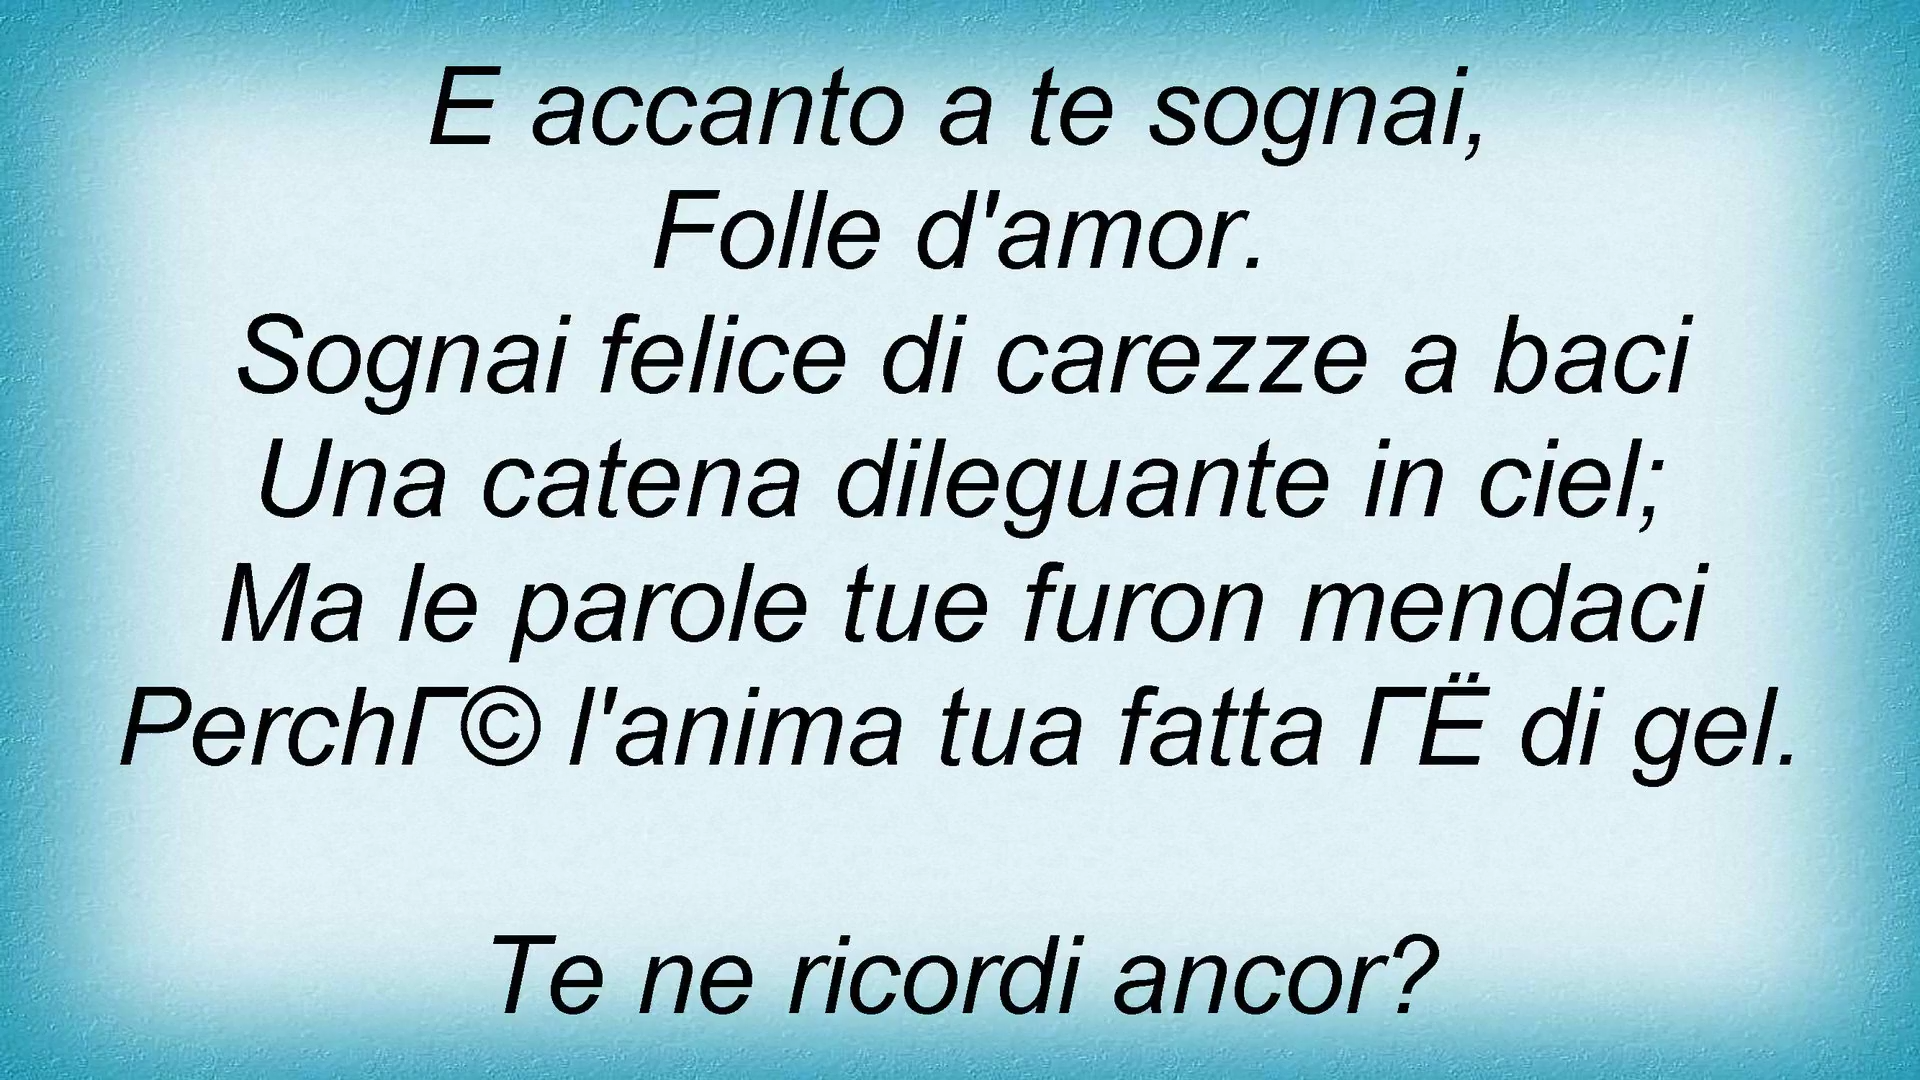 E accanto a te sognai,
Folle d'amor.
Sognai felice di carezze a baci
Una catena dileguante in ciel;
Ma le parole tue furon mendaci
PerchГ© l'anima tua fatta ГЁ di gel.
Te ne ricordi ancor?